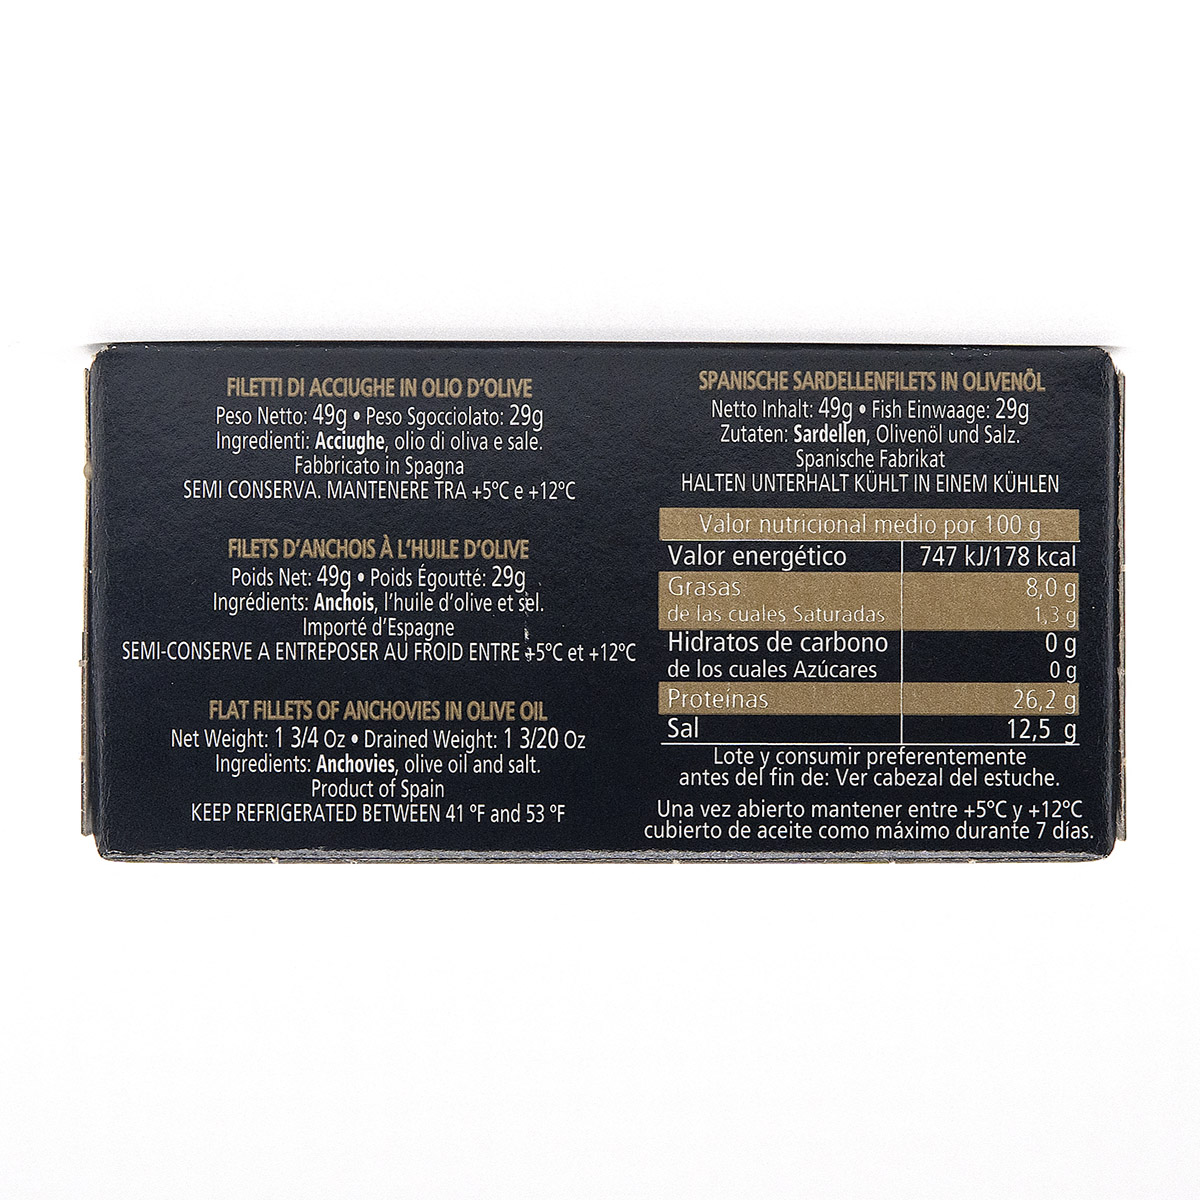 FILETTI DI ACCIUGHE IN OLIO D'OLIVE
Peso Netto: 49g • Peso Sgocciolato: 29g
Ingredienti: Acciughe, olio di oliva e sale.
Fabbricato in Spagna
SEMI CONSERVA. MANTENERE TRA +5ºC e +12ºC
FILETS D'ANCHOIS À L'HUILE D'OLIVE
Poids Net: 49g • Poids Égoutté: 29g
Ingrédients: Anchois, l'huile d'olive et sel.
Importé d'Espagne
SEMI-CONSERVE A ENTREPOSER AU FROID ENTRE +5ºC et +12ºC
FLAT FILLETS OF ANCHOVIES IN OLIVE OIL
Net Weight: 1 3/4 Oz • Drained Weight: 1 3/20 Oz
Ingredients: Anchovies, olive oil and salt.
Product of Spain
KEEP REFRIGERATED BETWEEN 41 ºF and 53 ºF
SPANISCHE SARDELLENFILETS IN OLIVENÖL
Netto Inhalt: 49g • Fish Einwaage: 29g
Zutaten: Sardellen, Olivenöl und Salz.
Spanische Fabrikat
HALTEN UNTERHALT KÜHLT IN EINEM KÜHLEN
Valor nutricional medio por 100 g
Valor energético 747 kJ/178 kcal
Grasas 8,0 g
de las cuales Saturadas 1,3 g
Hidratos de carbono 0 g
de los cuales Azúcares 0 g
Proteínas 26,2 g
Sal 12,5 g
Lote y consumir preferentemente
antes del fin de: Ver cabezal del estuche.
Una vez abierto mantener entre +5ºC y +12ºC
cubierto de aceite como máximo durante 7 días.